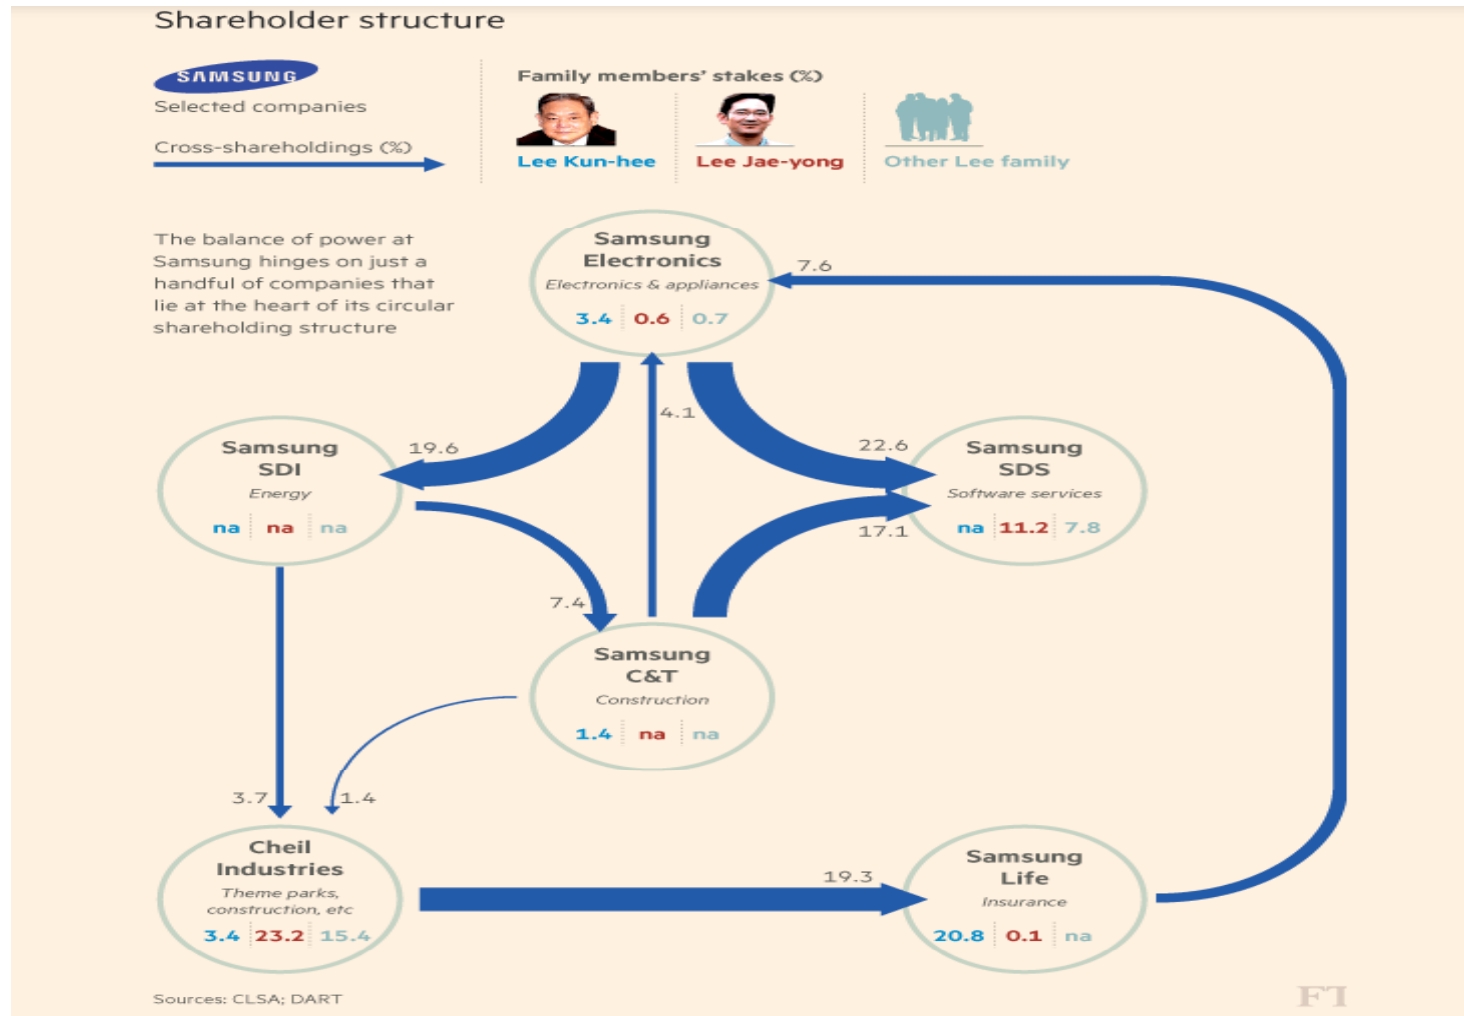 Shareholder structure
SAMSUNG
Selected companies
Cross-shareholdings (%)
Family members' stakes (%)
Lee Kun-hee
Lee Jae-yong
Other Lee family
The balance of power at
Samsung hinges on just a
handful of companies that
lie at the heart of its circular
shareholding structure
Samsung
Electronics
Electronics & appliances
3.4 0.6 0.7
7.6
4.1
19.6
22.6
Samsung
SDI
Energy
na na na
Samsung
SDS
Software services
na 11.2 7.8
17.1
7.4
Samsung
C&T
Construction
1.4 na na
3.7
1.4
Cheil
Industries
Theme parks,
construction, etc
3.4 23.2 15.4
19.3
Samsung
Life
Insurance
20.8 0.1 na
Sources: CLSA; DART
FT